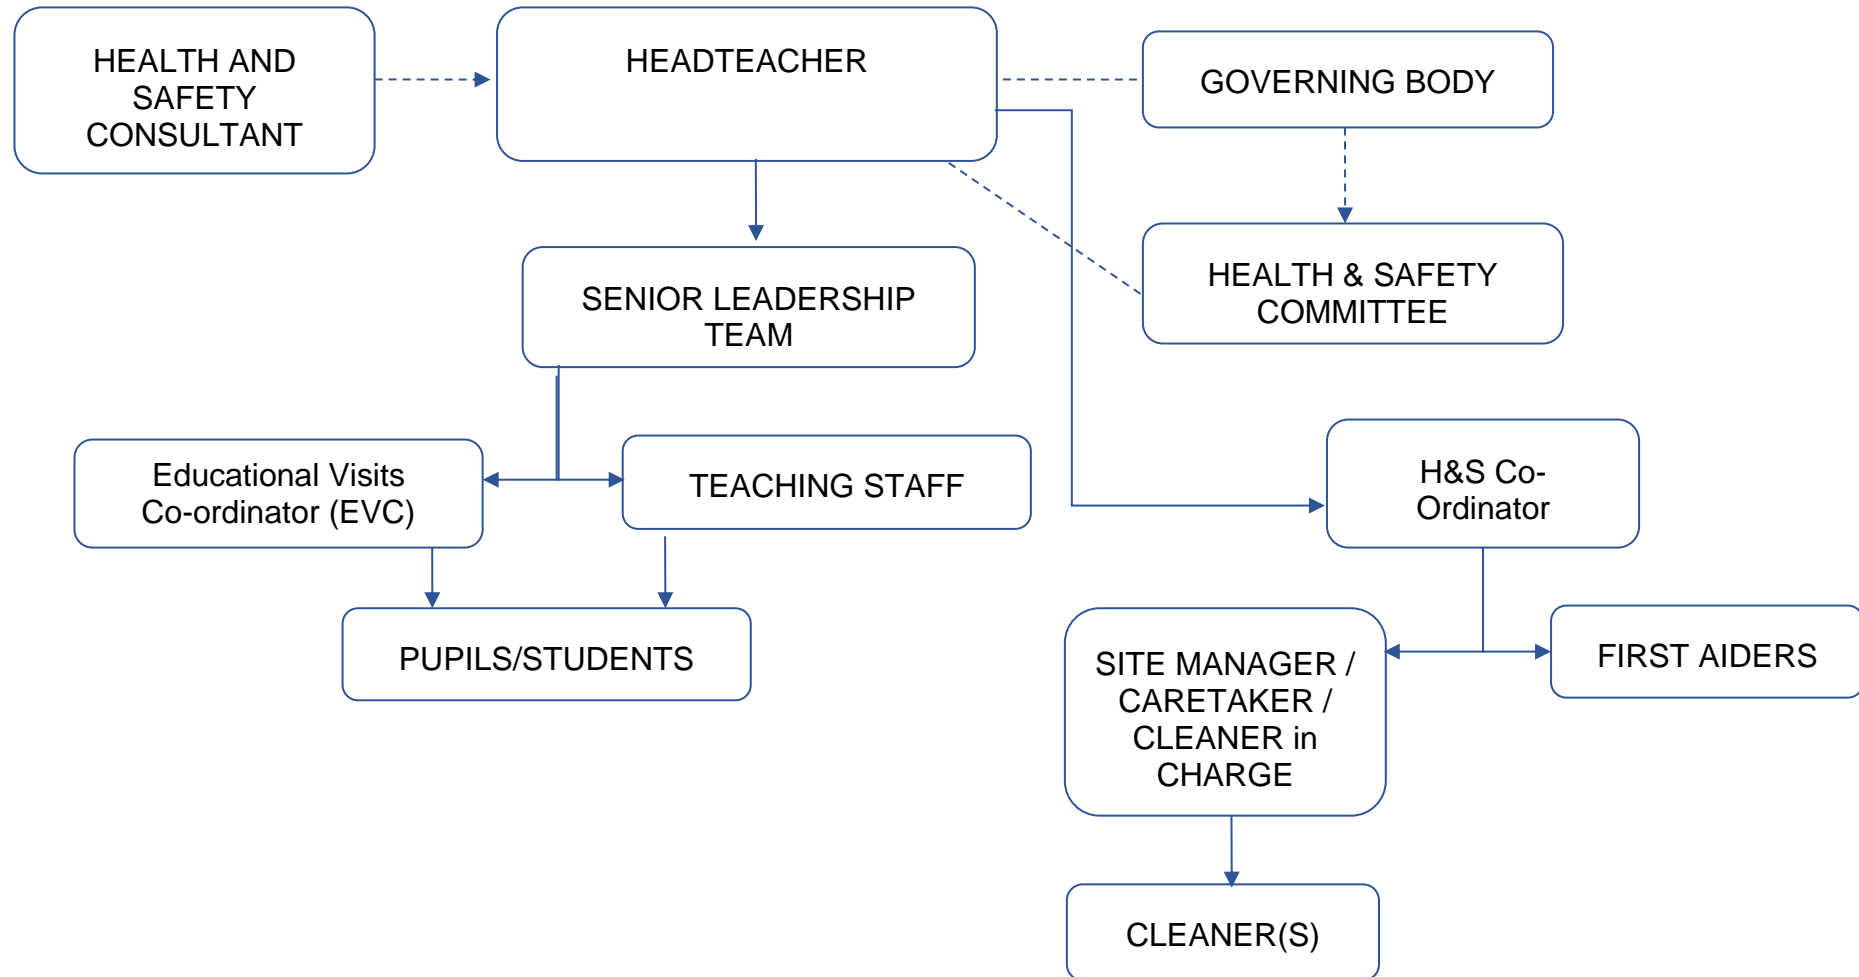 HEALTH AND
SAFETY
CONSULTANT
HEADTEACHER
GOVERNING BODY
HEALTH & SAFETY
COMMITTEE
SENIOR LEADERSHIP
TEAM
Educational Visits
Co-ordinator (EVC)
TEACHING STAFF
H&S Co-
Ordinator
PUPILS/STUDENTS
SITE MANAGER /
CARETAKER /
CLEANER in
CHARGE
FIRST AIDERS
CLEANER(S)